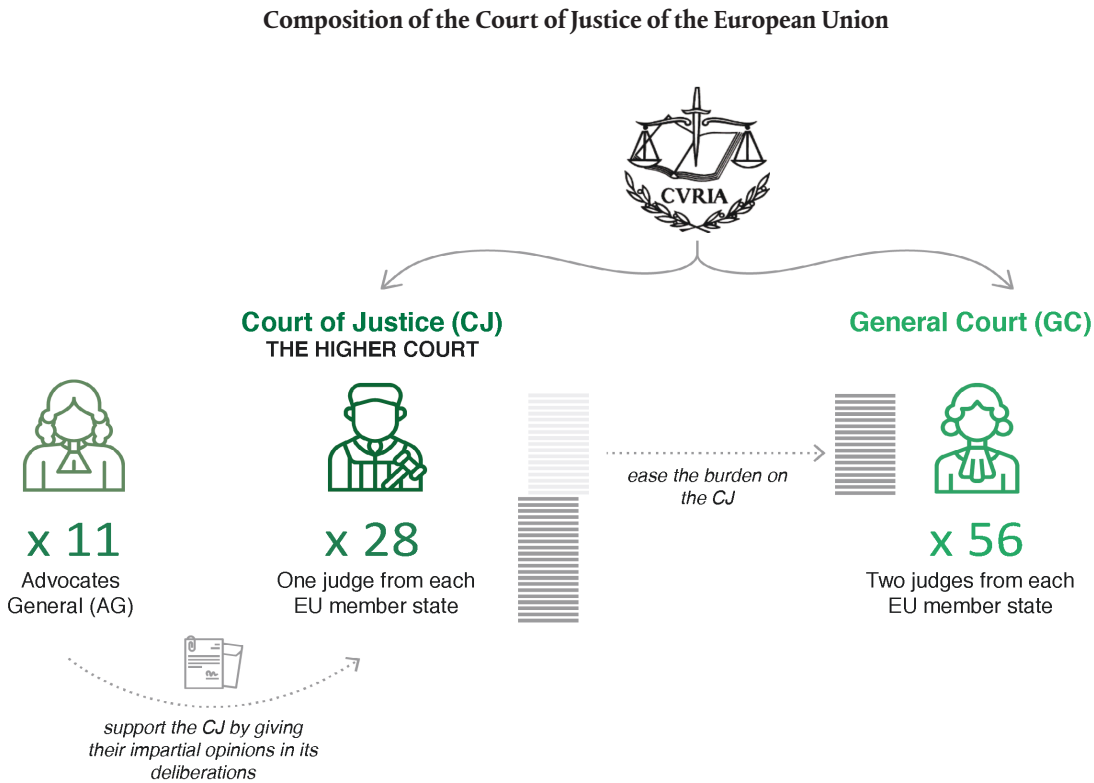 Composition of the Court of Justice of the European Union
CVRIA
Court of Justice (CJ)
THE HIGHER COURT
General Court (GC)
ease the burden on
the CJ
x 11
Advocates
General (AG)
x 28
One judge from each
EU member state
x 56
Two judges from each
EU member state
support the CJ by giving
their impartial opinions in its
deliberations